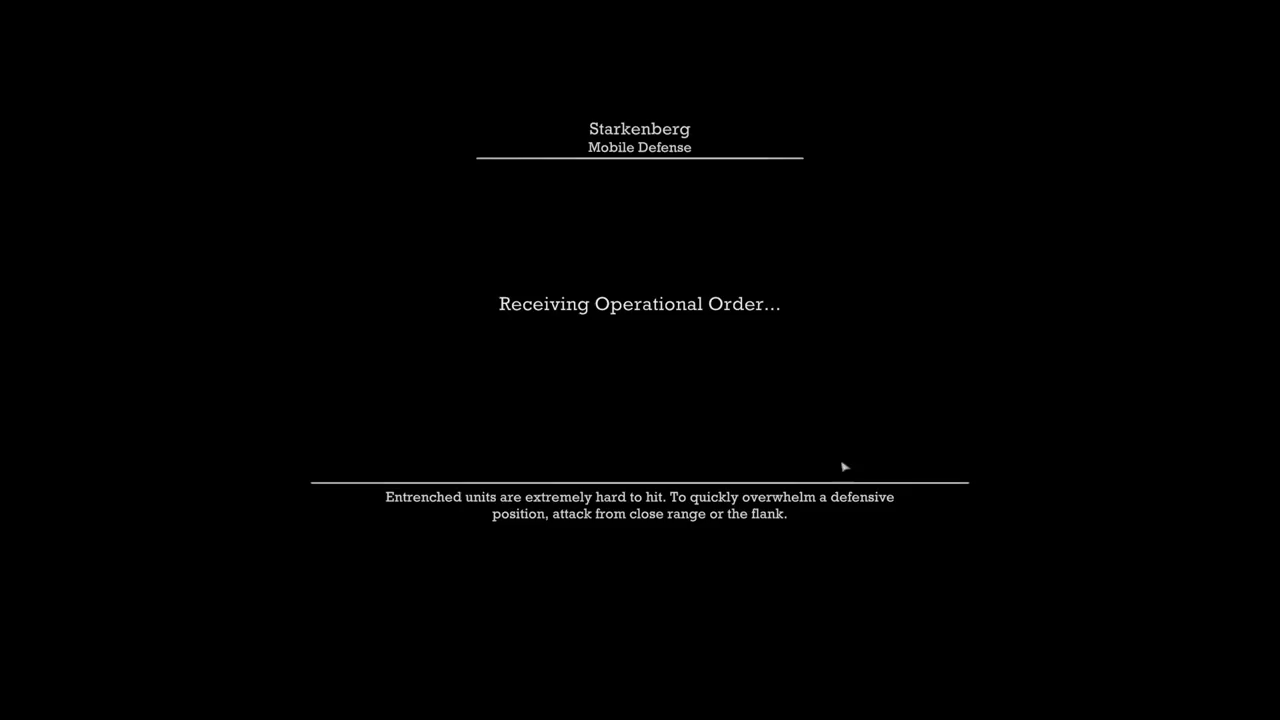 Starkenberg
Mobile Defense
Receiving Operational Order...
Entrenched units are extremely hard to hit. To quickly overwhelm a defensive
position, attack from close range or the flank.